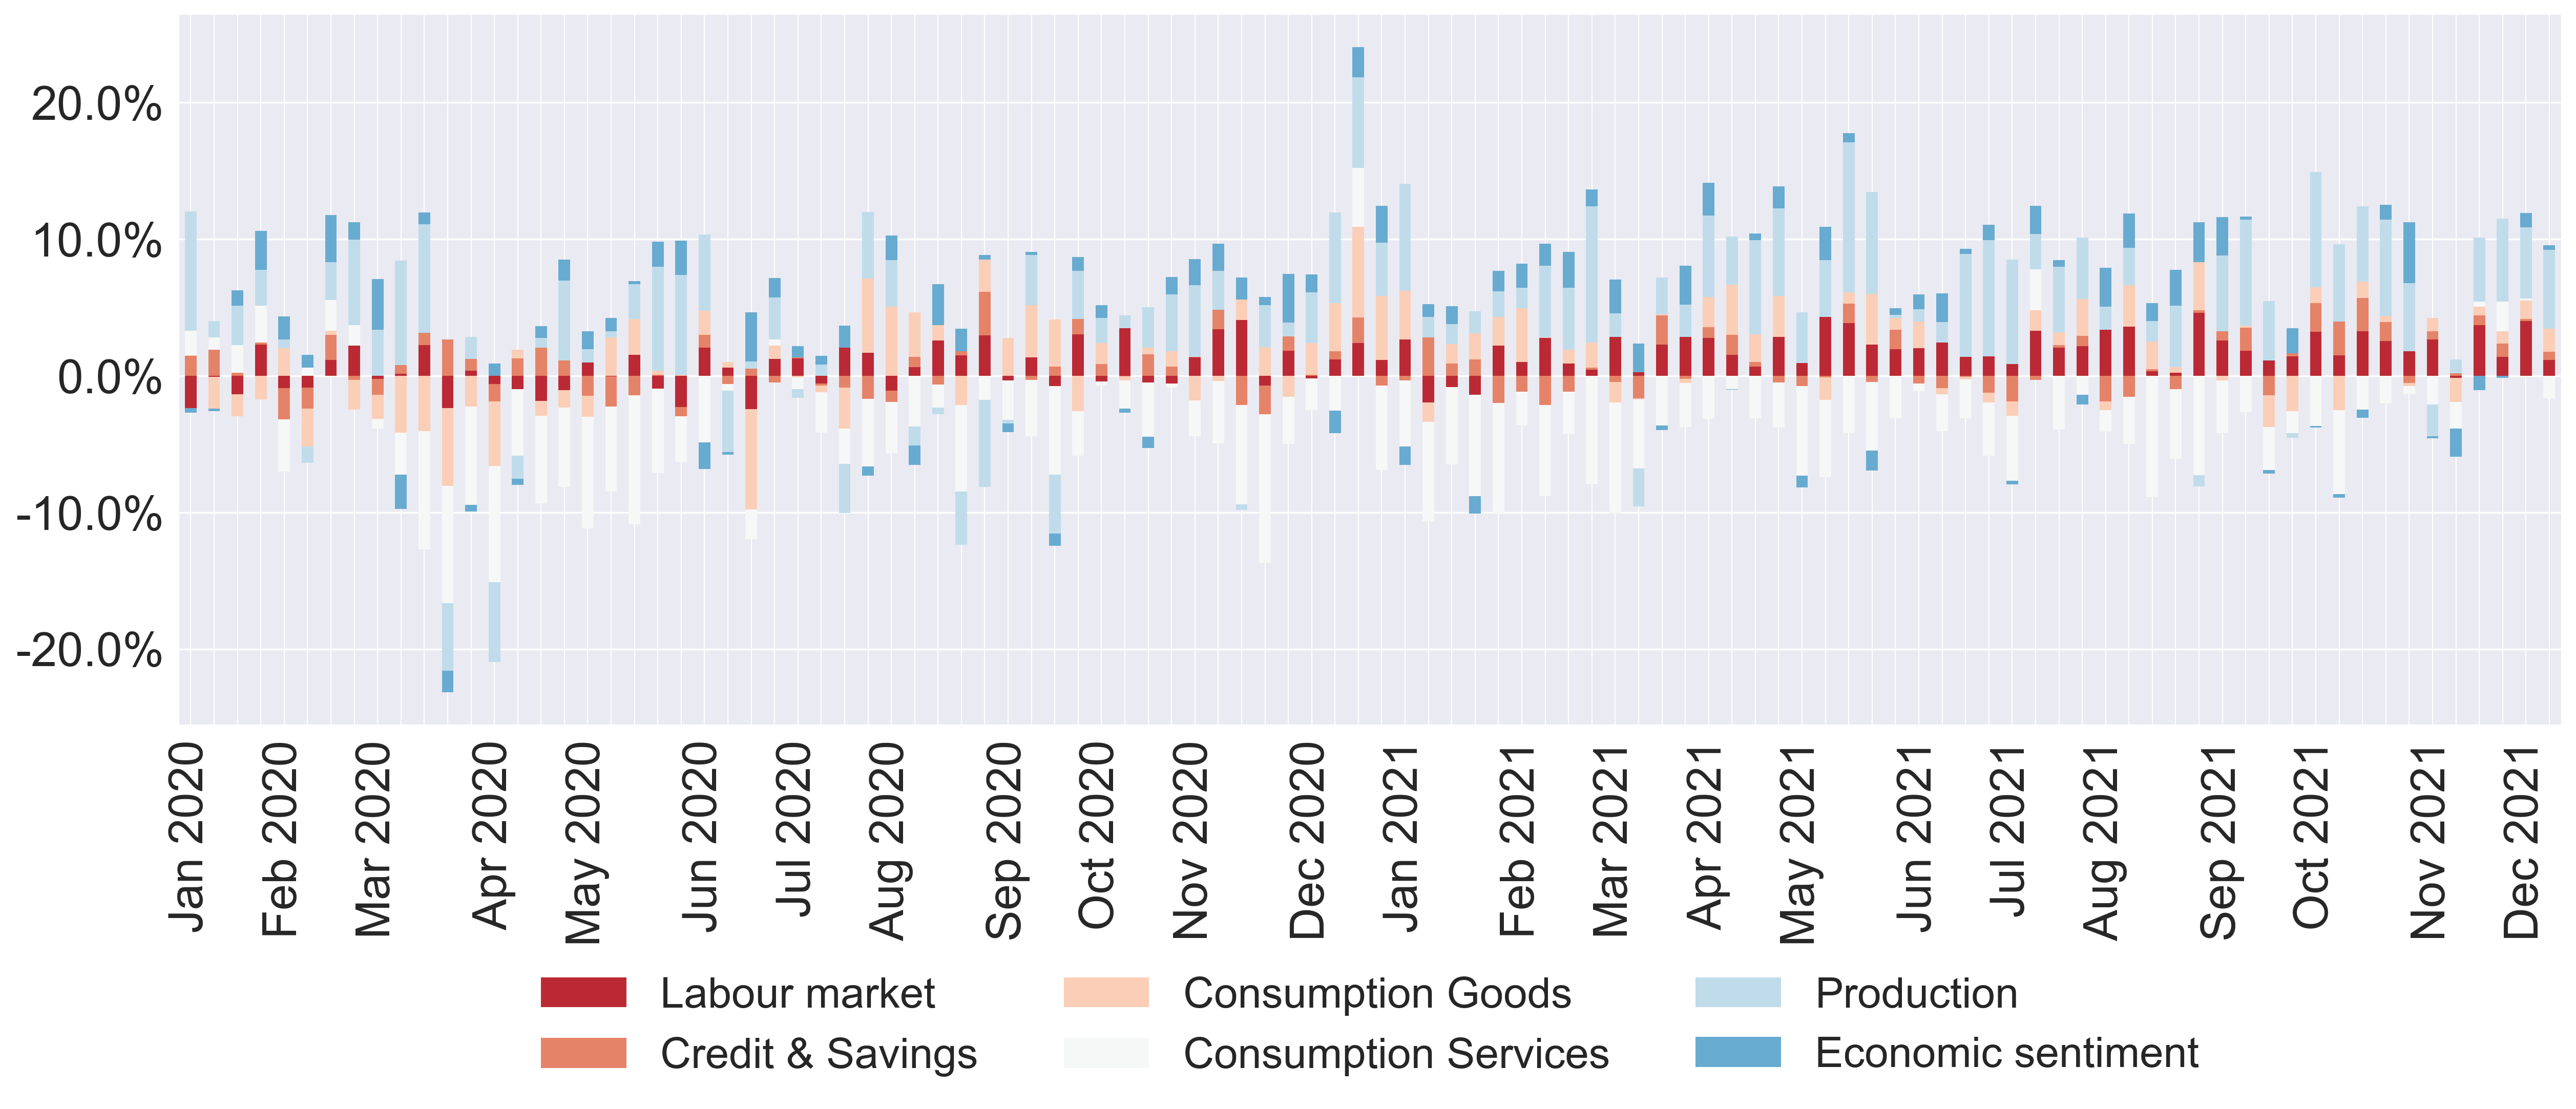 20.0%
10.0%
0.0%
-10.0%
-20.0%
Jan 2020
Feb 2020
Mar 2020
Apr 2020
May 2020
Jun 2020
Jul 2020
Aug 2020
Sep 2020
Oct 2020
Nov 2020
Dec 2020
Jan 2021
Feb 2021
Mar 2021
Apr 2021
May 2021
Jun 2021
Jul 2021
Aug 2021
Sep 2021
Oct 2021
Nov 2021
Dec 2021
Labour market
Consumption Goods
Production
Credit & Savings
Consumption Services
Economic sentiment